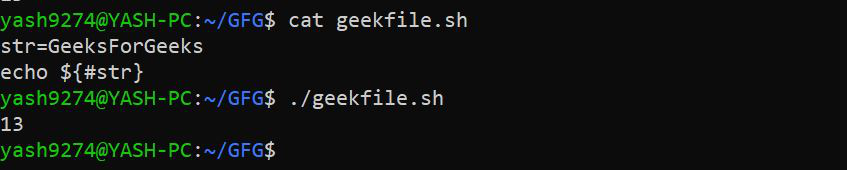 yash9274@YASH-PC:~/GFG$ cat geekfile.sh
str=GeeksForGeeks
echo ${#str}
yash9274@YASH-PC:~/GFG$ ./geekfile.sh
13
yash9274@YASH-PC:~/GFG$